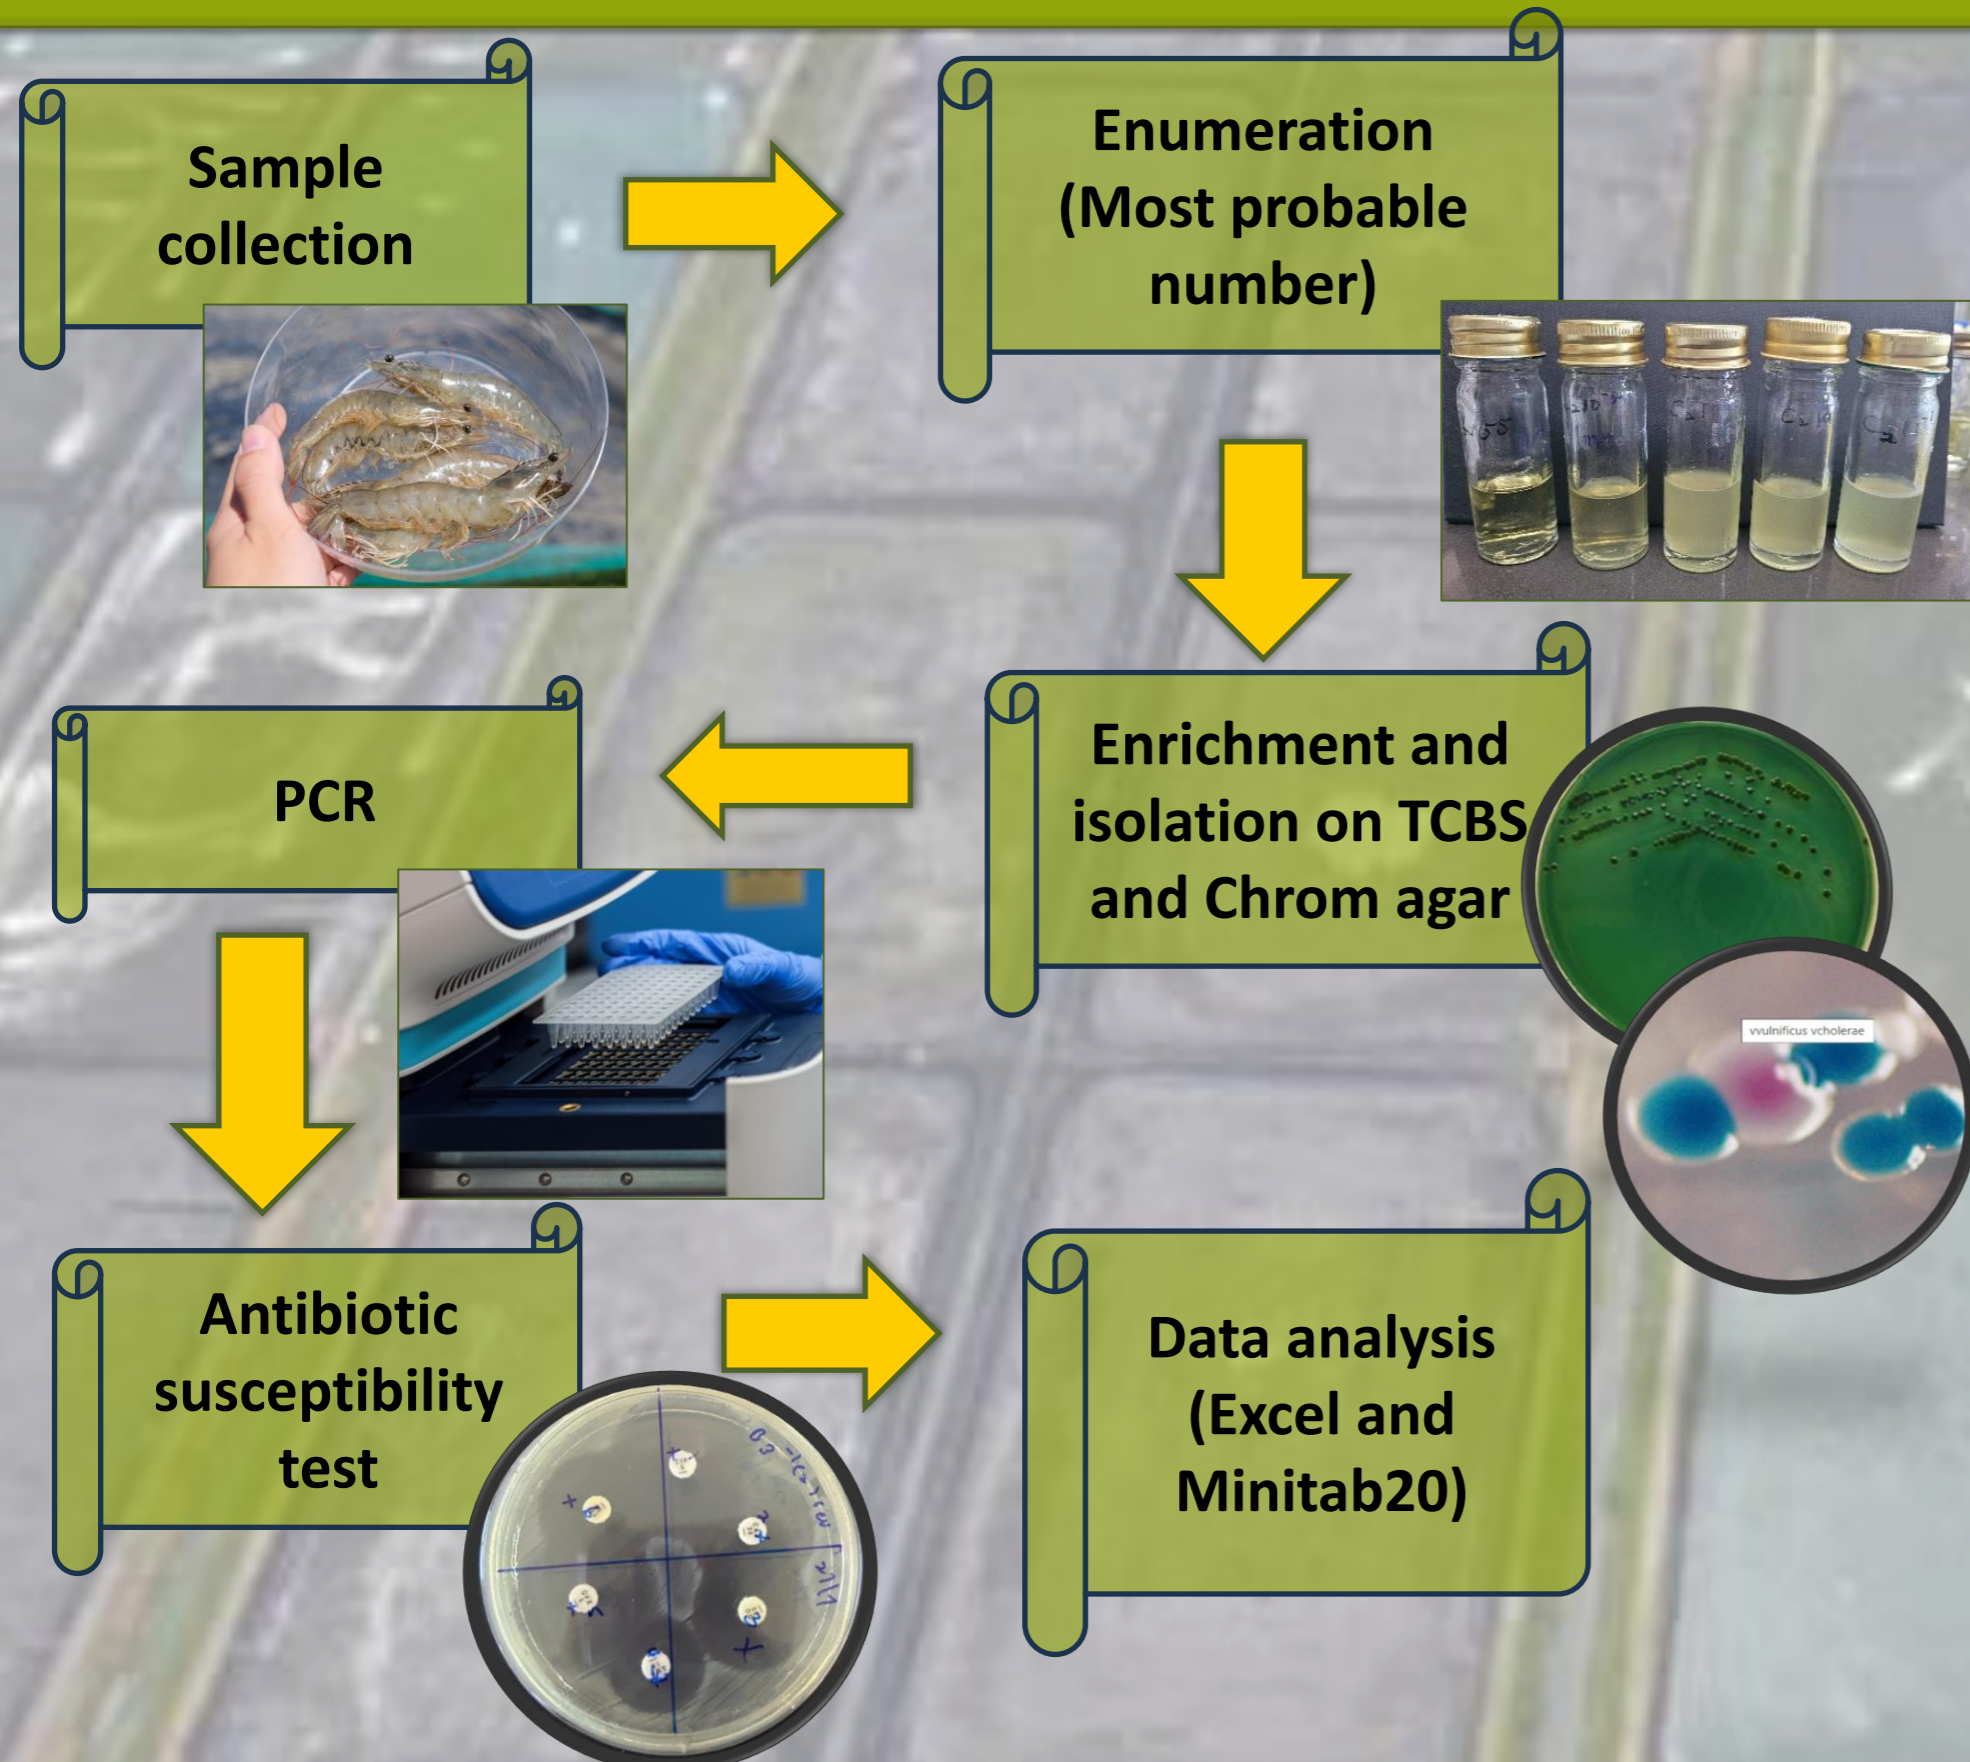 Sample
collection
Enumeration
(Most probable
number)
Enrichment and
isolation on TCBS
and Chrom agar
vvulnificus vcholerae
PCR
Antibiotic
susceptibility
test
Data analysis
(Excel and
Minitab20)